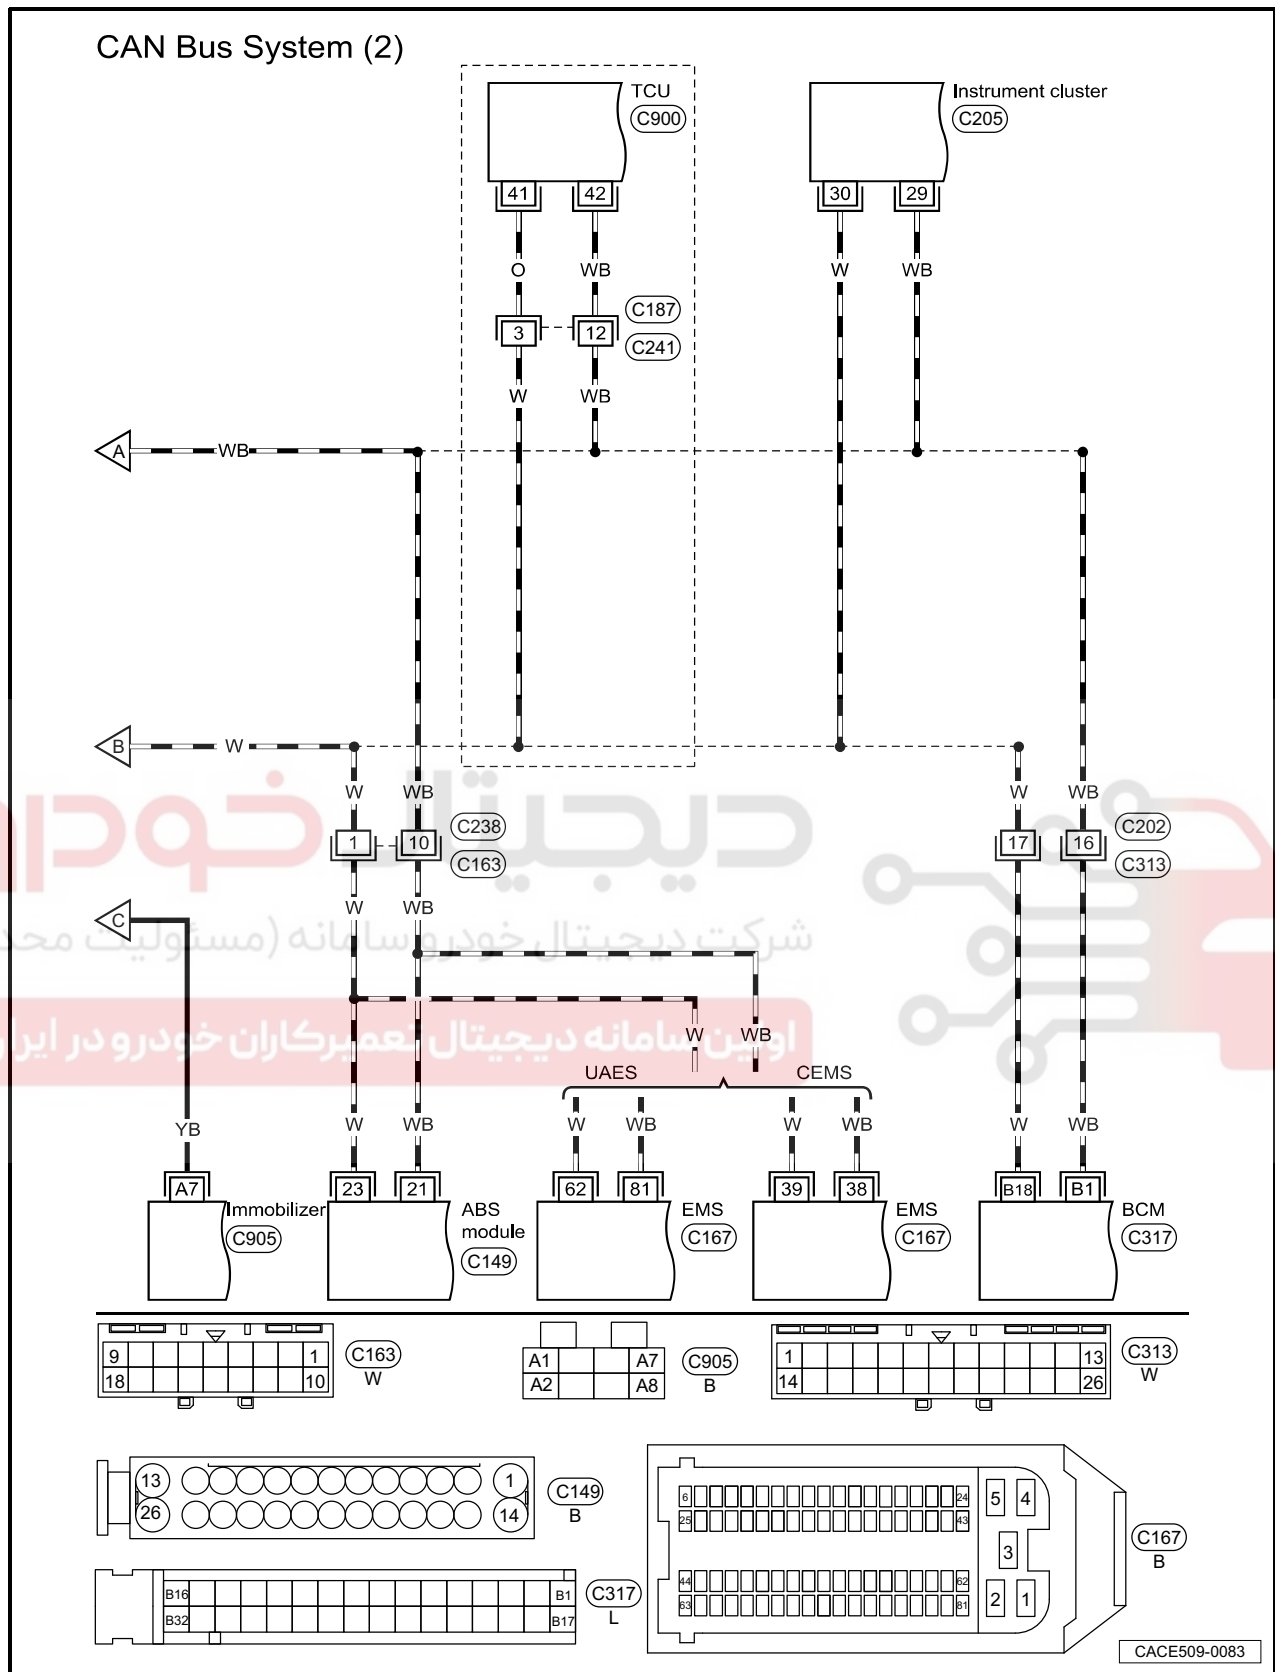 CAN Bus System (2)
TCU
C900
Instrument cluster
C205
41
42
30
29
O
WB
W
WB
C187
3
12
C241
W
WB
A
WB
B
W
W
WB
W
WB
C238
C202
1
10
17
16
C163
C313
دیجیتال خودرو
W
WB
C
شرکت دیجیتال خودرو سامانه (مسئولیت محد
اولین سامانه دیجیتال تعمیرکاران خودرو در ایرا
W
WB
UAES
CEMS
YB
W
WB
W
WB
W
WB
W
WB
A7
23
21
62
81
39
38
B18
B1
Immobilizer
C905
ABS
module
C149
EMS
C167
EMS
C167
BCM
C317
9
1
18
10
C163
W
A1
A7
A2
A8
C905
B
1
13
14
26
C313
W
13
1
26
14
C149
B
B16
B1
B32
B17
C317
L
6
24
25
43
44
62
63
81
5
4
3
2
1
C167
B
CACE509-0083